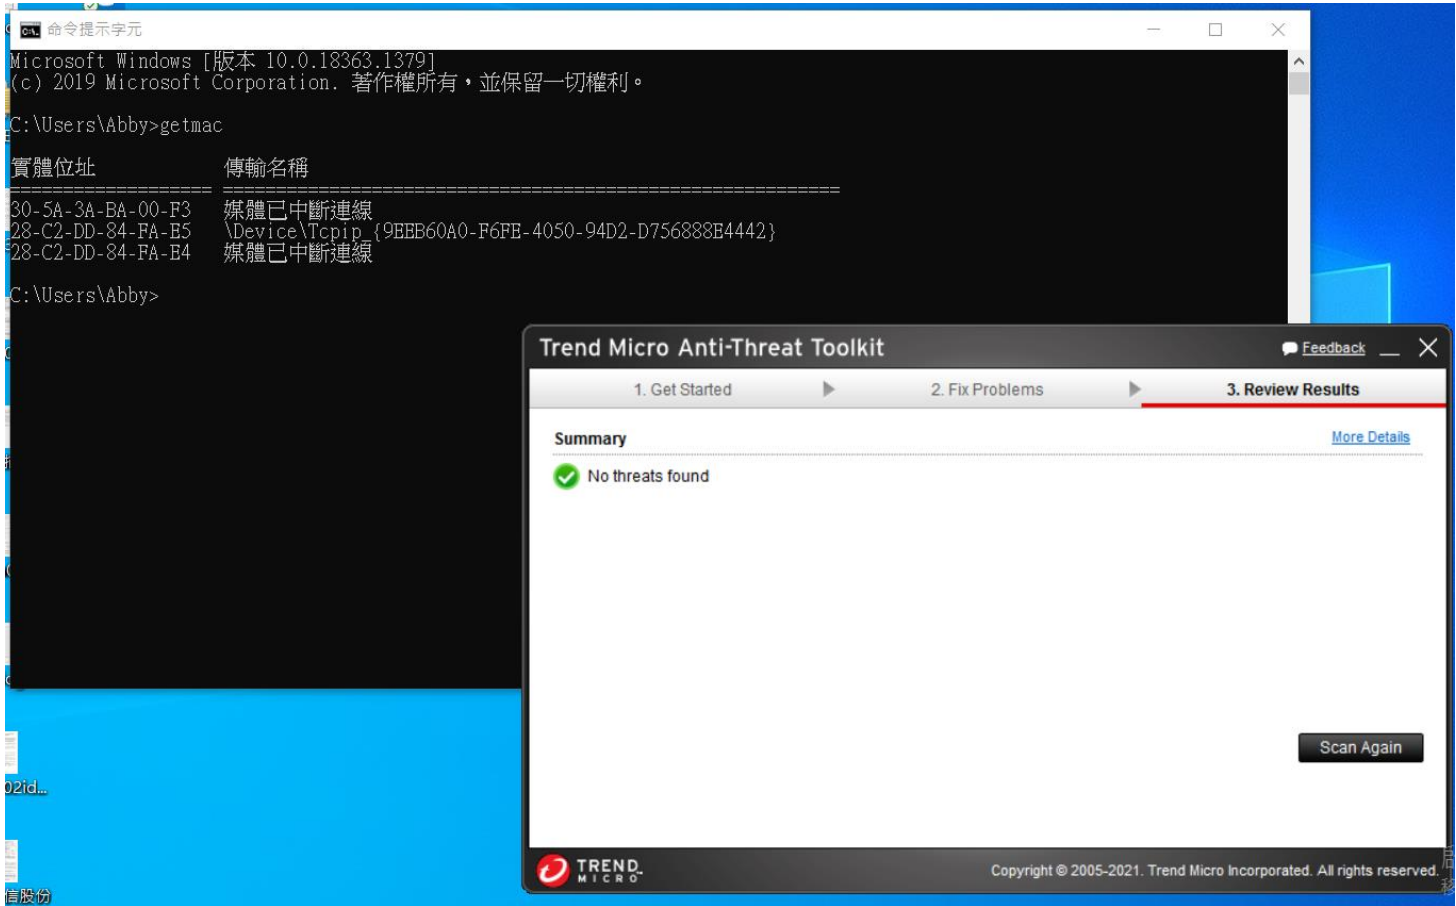 命令提示字元
Microsoft Windows [版本 10.0.18363.1379]
(c) 2019 Microsoft Corporation. 著作權所有，並保留一切權利。
C:\Users\Abby>getmac
實體位址 傳輸名稱
=================== ==========================================================
30-5A-3A-BA-00-F3 媒體已中斷連線
28-C2-DD-84-FA-E5 \Device\Tcpip_{9EEB60A0-F6FE-4050-94D2-D756888E4442}
28-C2-DD-84-FA-E4 媒體已中斷連線
C:\Users\Abby>
Trend Micro Anti-Threat Toolkit
Feedback
1. Get Started
2. Fix Problems
3. Review Results
Summary
More Details
No threats found
Scan Again
TREND MICRO
Copyright © 2005-2021. Trend Micro Incorporated. All rights reserved.
02id...
信股份